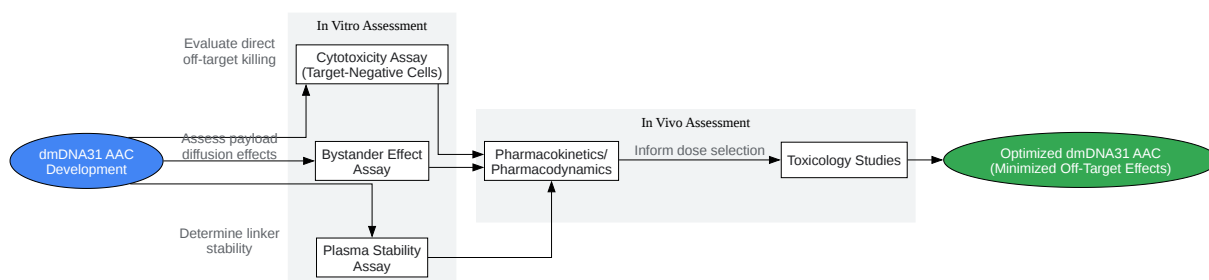 In Vitro Assessment
Evaluate direct
off-target killing
Cytotoxicity Assay
(Target-Negative Cells)
In Vivo Assessment
dmDNA31 AAC
Development
Assess payload
diffusion effects
Bystander Effect
Assay
Pharmacokinetics/
Pharmacodynamics
Inform dose selection
Toxicology Studies
Optimized dmDNA31 AAC
(Minimized Off-Target Effects)
Determine linker
stability
Plasma Stability
Assay